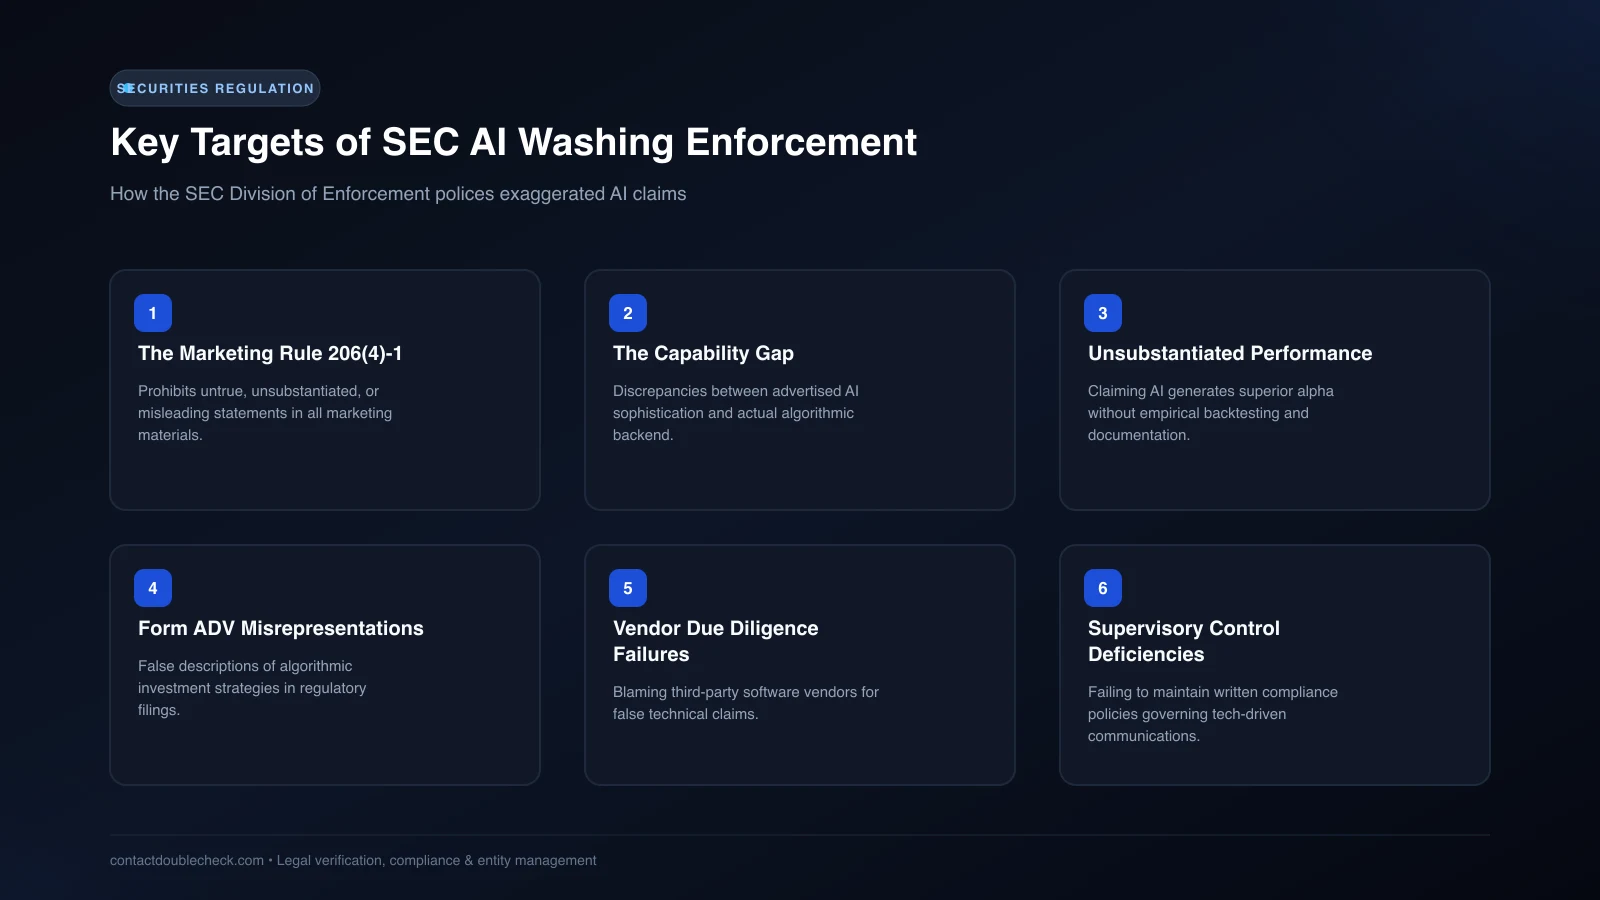 SECURITIES REGULATION
Key Targets of SEC AI Washing Enforcement
How the SEC Division of Enforcement polices exaggerated AI claims
1
The Marketing Rule 206(4)-1
Prohibits untrue, unsubstantiated, or
misleading statements in all marketing
materials.
2
The Capability Gap
Discrepancies between advertised AI
sophistication and actual algorithmic
backend.
3
Unsubstantiated Performance
Claiming AI generates superior alpha
without empirical backtesting and
documentation.
4
Form ADV Misrepresentations
False descriptions of algorithmic
investment strategies in regulatory
filings.
5
Vendor Due Diligence
Failures
Blaming third-party software vendors for
false technical claims.
6
Supervisory Control
Deficiencies
Failing to maintain written compliance
policies governing tech-driven
communications.
contactdoublecheck.com • Legal verification, compliance & entity management